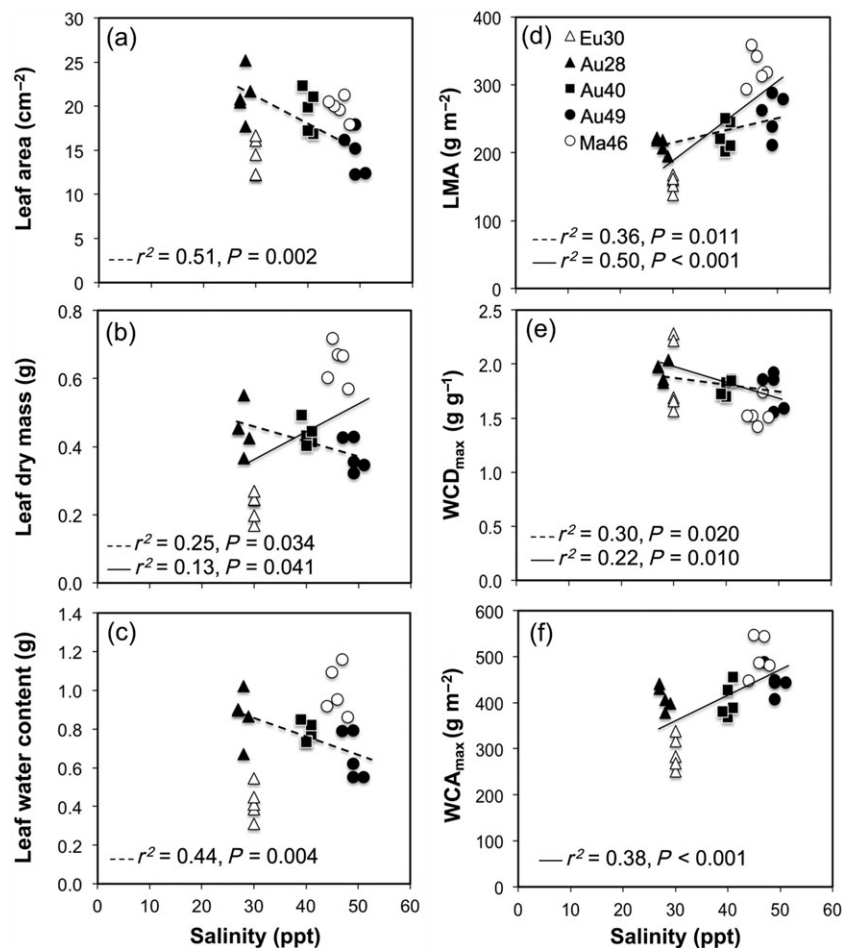 (a)
Leaf area (cm⁻²)
30
25
20
15
10
5
0
r² = 0.51, P = 0.002
(b)
Leaf dry mass (g)
0.8
0.6
0.4
0.2
0.0
r² = 0.25, P = 0.034
r² = 0.13, P = 0.041
(c)
Leaf water content (g)
1.4
1.2
1.0
0.8
0.6
0.4
0.2
0.0
r² = 0.44, P = 0.004
0 10 20 30 40 50 60
Salinity (ppt)
(d)
LMA (g m⁻²)
400
300
200
100
0
Eu30
Au28
Au40
Au49
Ma46
r² = 0.36, P = 0.011
r² = 0.50, P < 0.001
(e)
WCDmax (g g⁻¹)
2.5
2.0
1.5
1.0
0.5
0.0
r² = 0.30, P = 0.020
r² = 0.22, P = 0.010
(f)
WCAmax (g m⁻²)
600
500
400
300
200
100
0
r² = 0.38, P < 0.001
0 10 20 30 40 50 60
Salinity (ppt)